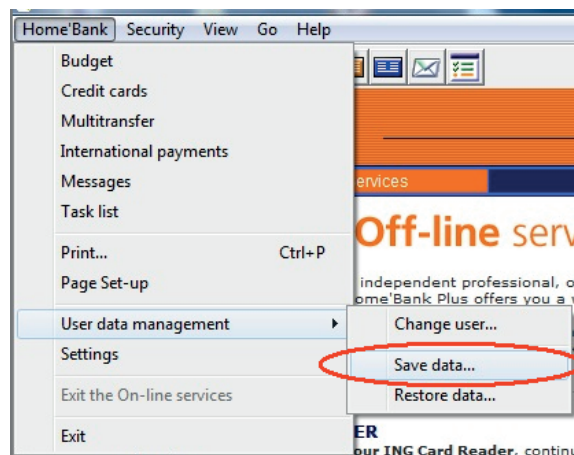 Home'Bank Security View Go Help
Budget
Credit cards
Multitransfer
International payments
Messages
Task list
Print... Ctrl+P
Page Set-up
User data management
Settings
Exit the On-line services
Exit
ervices
Off-line serv
independent professional, o
ome'Bank Plus offers you a
Change user...
Save data...
Restore data...
ER
our ING Card Reader, continu